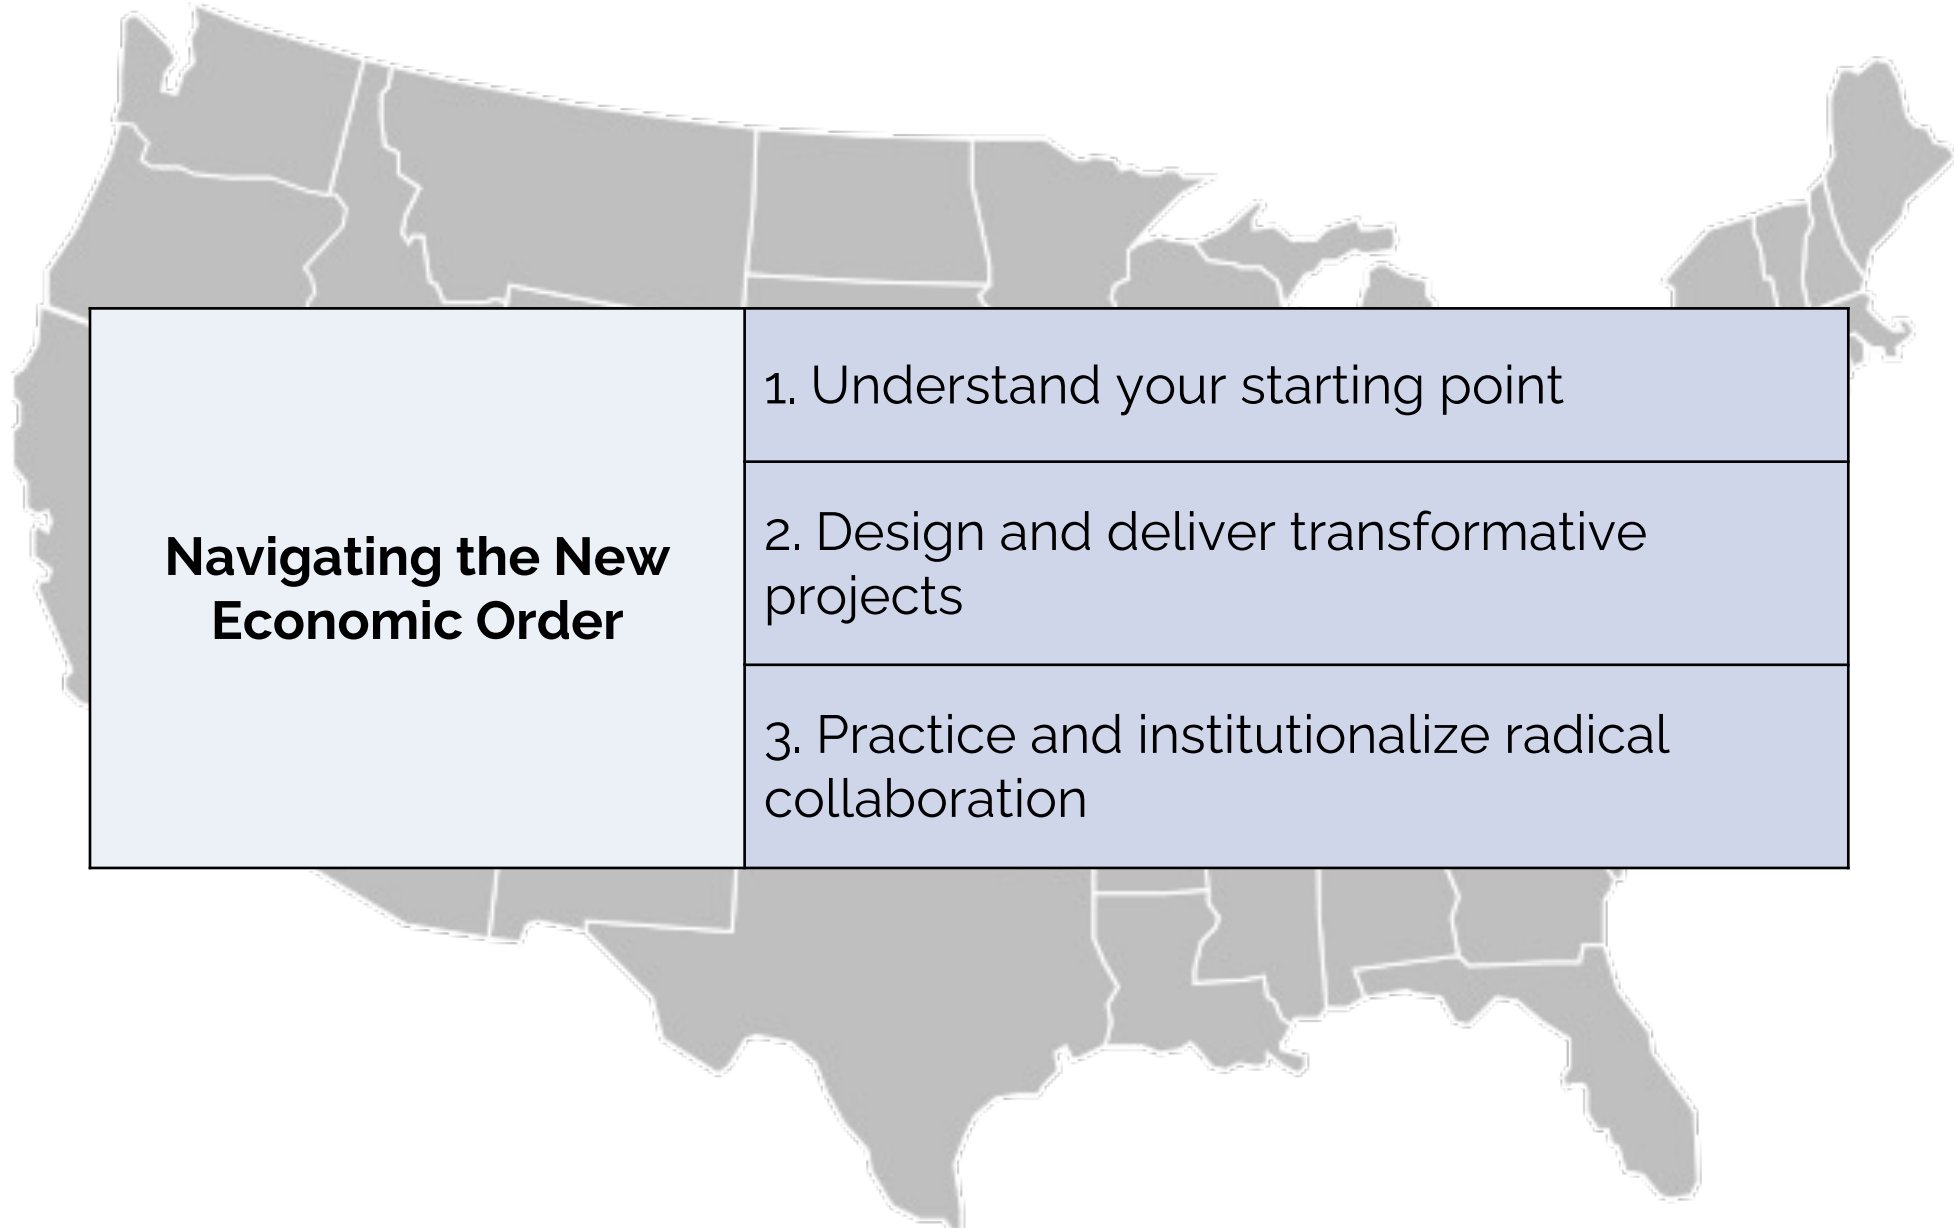 Navigating the New
Economic Order
1. Understand your starting point
2. Design and deliver transformative
projects
3. Practice and institutionalize radical
collaboration